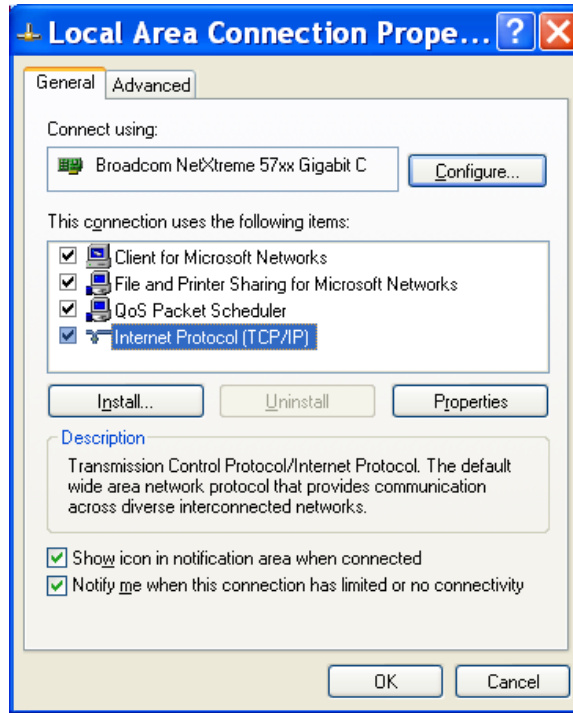 Local Area Connection Prope...
General Advanced
Connect using:
Broadcom NetXtreme 57xx Gigabit C
Configure...
This connection uses the following items:
Client for Microsoft Networks
File and Printer Sharing for Microsoft Networks
QoS Packet Scheduler
Internet Protocol (TCP/IP)
Install... Uninstall Properties
Description
Transmission Control Protocol/Internet Protocol. The default
wide area network protocol that provides communication
across diverse interconnected networks.
Show icon in notification area when connected
Notify me when this connection has limited or no connectivity
OK Cancel